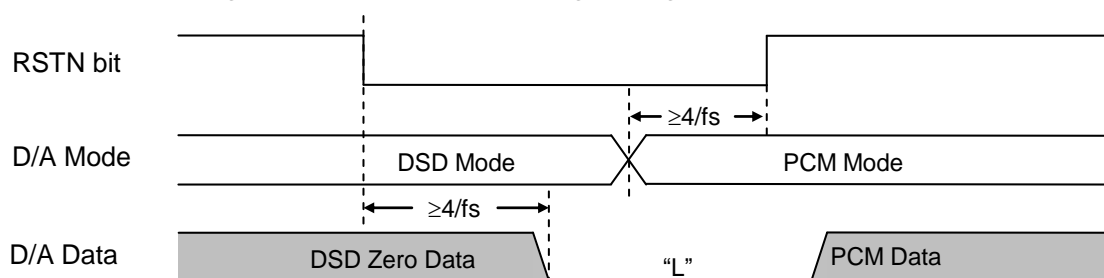 RSTN bit
≥4/fs
D/A Mode
DSD Mode
PCM Mode
≥4/fs
D/A Data
DSD Zero Data
“L”
PCM Data